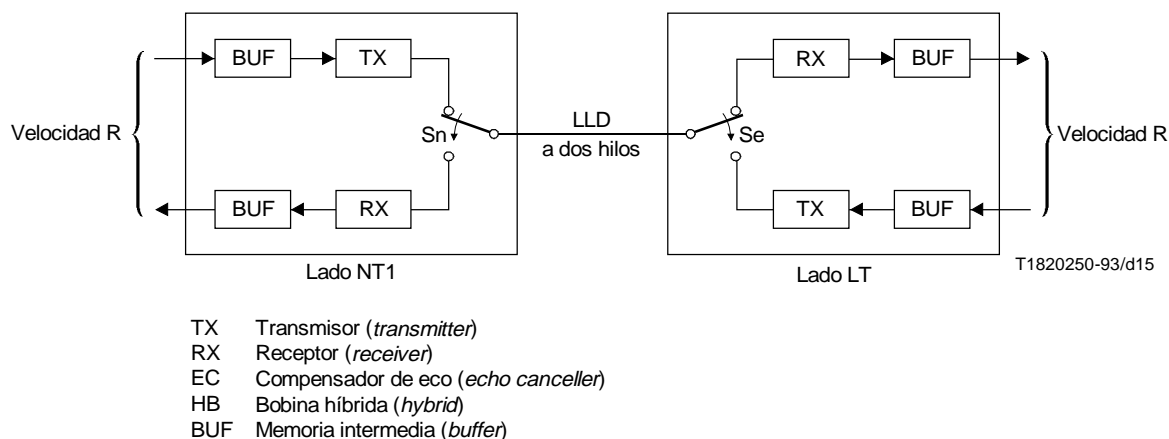 BUF TX RX BUF
Velocidad R Sn LLD a dos hilos Se Velocidad R
BUF RX TX BUF
Lado NT1 Lado LT T1820250-93/d15
TX Transmisor (transmitter)
RX Receptor (receiver)
EC Compensador de eco (echo canceller)
HB Bobina híbrida (hybrid)
BUF Memoria intermedia (buffer)